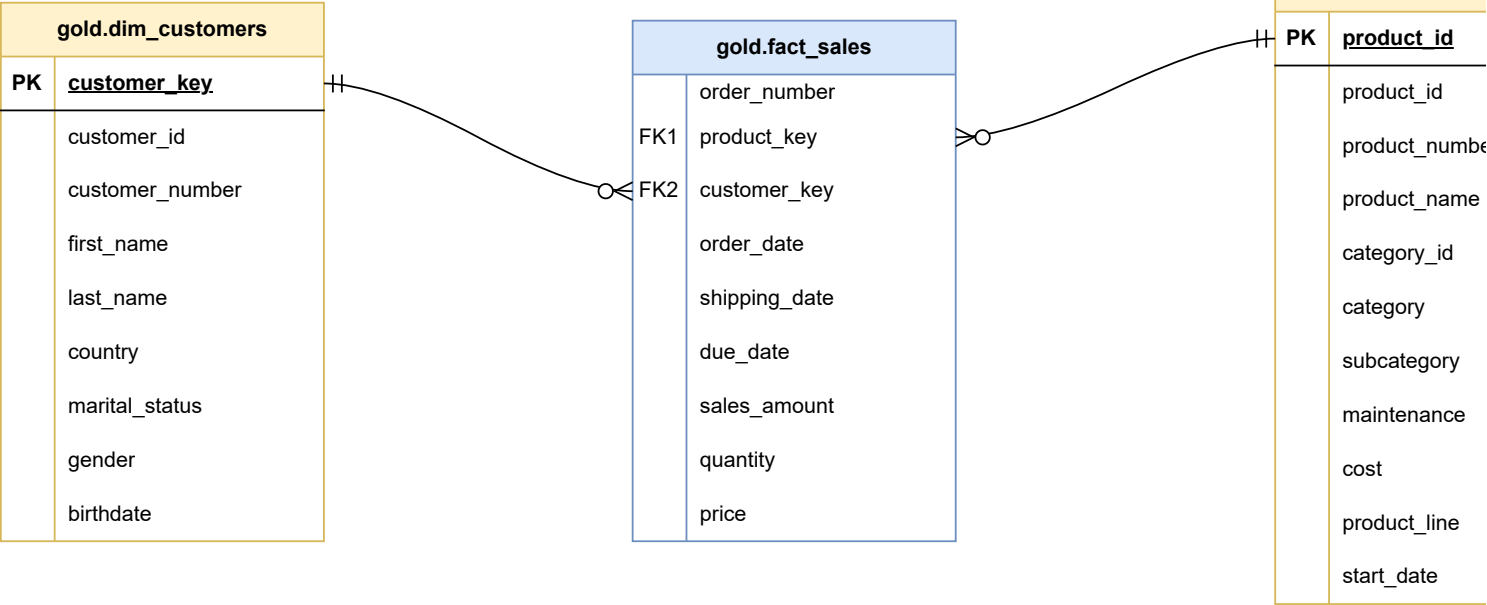 gold.dim_customers
PK customer_key
customer_id
customer_number
first_name
last_name
country
marital_status
gender
birthdate
gold.fact_sales
order_number
FK1 product_key
FK2 customer_key
order_date
shipping_date
due_date
sales_amount
quantity
price
PK product_id
product_id
product_numbe
product_name
category_id
category
subcategory
maintenance
cost
product_line
start_date